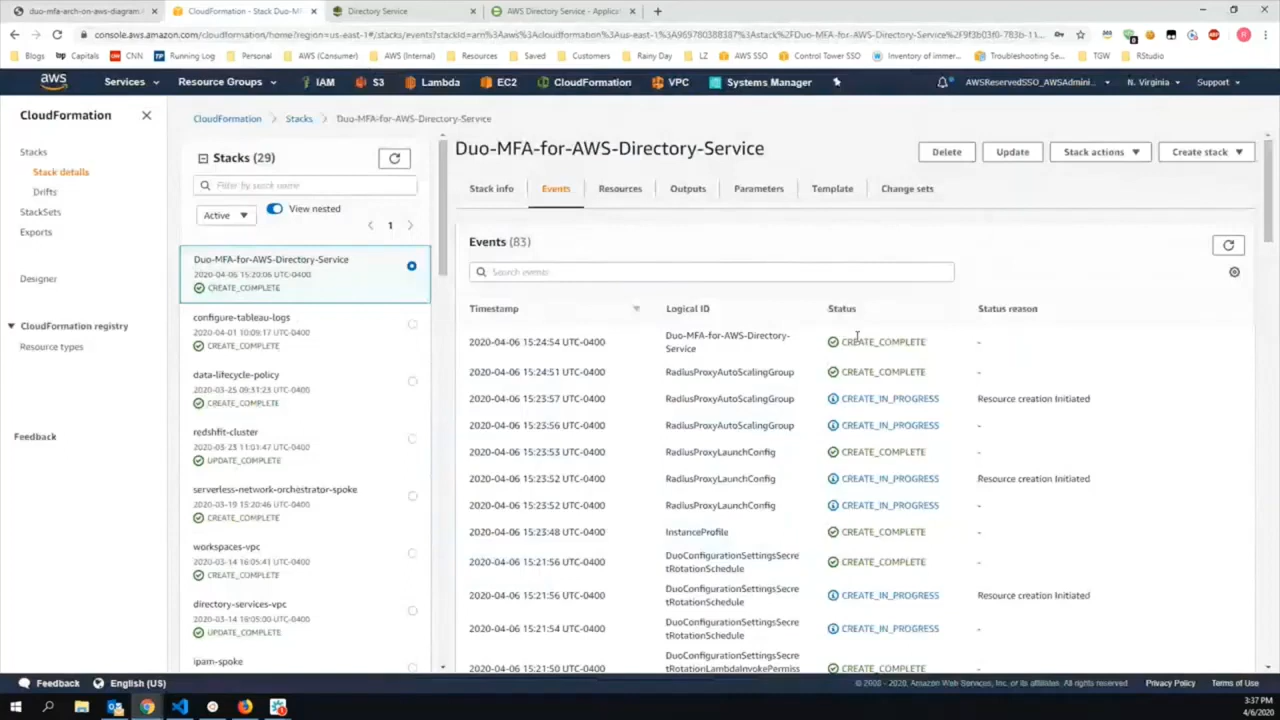 duo-mfa-arch-on-aws-diagram
CloudFormation - Stack Duo-MF
Directory Service
AWS Directory Service - Applicat
console.aws.amazon.com/cloudformation/home?region=us-east-1#/stacks/events?stackId=arn%3Aaws%3Acloudformation%3Aus-east-1%3A969780388387%3Astack%2FDuo-MFA-for-AWS-Directory-Service%2F9f3b03f0-783b-11...
Blogs
Capitals
CNN
Running Log
Personal
AWS (Internal)
Resources
Saved
Customers
Rainy Day
LZ
AWS SSO
Control Tower SSO
Inventory of immer...
Troubleshooting Se...
TGW
RStudio
aws
Services
Resource Groups
IAM
S3
Lambda
EC2
CloudFormation
VPC
Systems Manager
AWSReservedSSO_AWSAdmini...
N. Virginia
Support
CloudFormation
Stacks
Stack details
Drifts
StackSets
Exports
Designer
CloudFormation registry
Resource types
Feedback
CloudFormation > Stacks > Duo-MFA-for-AWS-Directory-Service
Stacks (29)
Filter by stack name
Active
View nested
1
Duo-MFA-for-AWS-Directory-Service
2020-04-06 15:20:06 UTC-0400
CREATE_COMPLETE
configure-tableau-logs
2020-04-01 10:09:17 UTC-0400
CREATE_COMPLETE
data-lifecycle-policy
2020-03-25 09:31:23 UTC-0400
CREATE_COMPLETE
redshfit-cluster
2020-03-23 11:01:47 UTC-0400
UPDATE_COMPLETE
serverless-network-orchestrator-spoke
2020-03-19 15:20:46 UTC-0400
CREATE_COMPLETE
workspaces-vpc
2020-03-14 16:05:41 UTC-0400
CREATE_COMPLETE
directory-services-vpc
2020-03-14 16:05:00 UTC-0400
UPDATE_COMPLETE
ipam-spoke
Duo-MFA-for-AWS-Directory-Service
Delete
Update
Stack actions
Create stack
Stack info
Events
Resources
Outputs
Parameters
Template
Change sets
Events (83)
Search events
Timestamp Logical ID Status Status reason
2020-04-06 15:24:54 UTC-0400 Duo-MFA-for-AWS-Directory-
Service CREATE_COMPLETE -
2020-04-06 15:24:51 UTC-0400 RadiusProxyAutoScalingGroup CREATE_COMPLETE -
2020-04-06 15:23:57 UTC-0400 RadiusProxyAutoScalingGroup CREATE_IN_PROGRESS Resource creation Initiated
2020-04-06 15:23:56 UTC-0400 RadiusProxyAutoScalingGroup CREATE_IN_PROGRESS -
2020-04-06 15:23:53 UTC-0400 RadiusProxyLaunchConfig CREATE_COMPLETE -
2020-04-06 15:23:52 UTC-0400 RadiusProxyLaunchConfig CREATE_IN_PROGRESS Resource creation Initiated
2020-04-06 15:23:52 UTC-0400 RadiusProxyLaunchConfig CREATE_IN_PROGRESS -
2020-04-06 15:23:48 UTC-0400 InstanceProfile CREATE_COMPLETE -
2020-04-06 15:21:56 UTC-0400 DuoConfigurationSettingsSecre
tRotationSchedule CREATE_COMPLETE -
2020-04-06 15:21:56 UTC-0400 DuoConfigurationSettingsSecre
tRotationSchedule CREATE_IN_PROGRESS Resource creation Initiated
2020-04-06 15:21:54 UTC-0400 DuoConfigurationSettingsSecre
tRotationSchedule CREATE_IN_PROGRESS -
2020-04-06 15:21:50 UTC-0400 DuoConfigurationSettingsSecre
tRotationLambdaInvokePermiss CREATE_COMPLETE -
Feedback
English (US)
© 2008 - 2020, Amazon Web Services, Inc. or its affiliates. All rights reserved.
Privacy Policy
Terms of Use
3:37 PM
4/6/2020